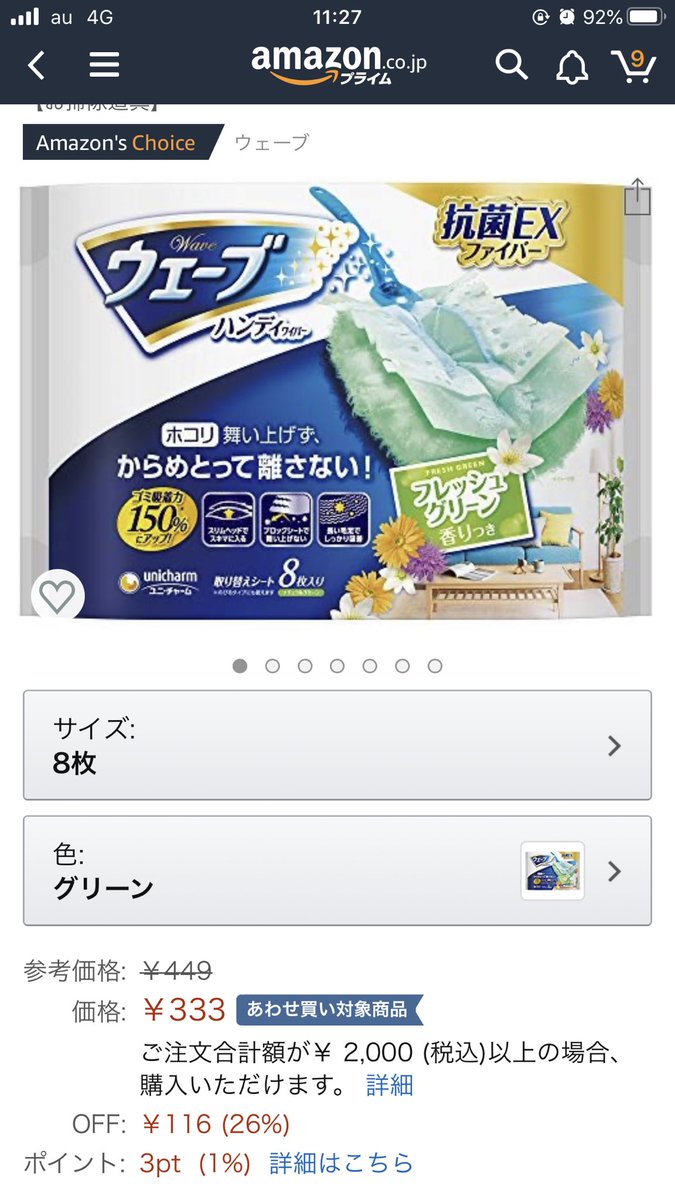 au 4G 11:27 92%
amazon.co.jp
プライム
9
【お掃除道具】
Amazon's Choice ウェーブ
Wave
ウェーブ
ハンディワイパー
抗菌EX
ファイバー
ホコリ 舞い上げず、
からめとって離さない!
ゴミ吸着力
150%
にアップ!
スリムヘッドで
スキマに入る
ブロックシートで
舞い上げない
長い毛足で
しっかり吸着
FRESH GREEN
フレッシュ
グリーン
香りつき
unicharm
ユニ・チャーム
取り替えシート 8枚入り
サイズ:
8枚
色:
グリーン
参考価格: ¥449
価格: ¥333 あわせ買い対象商品
ご注文合計額が¥ 2,000 (税込)以上の場合、
購入いただけます。 詳細
OFF: ¥116 (26%)
ポイント: 3pt (1%) 詳細はこちら